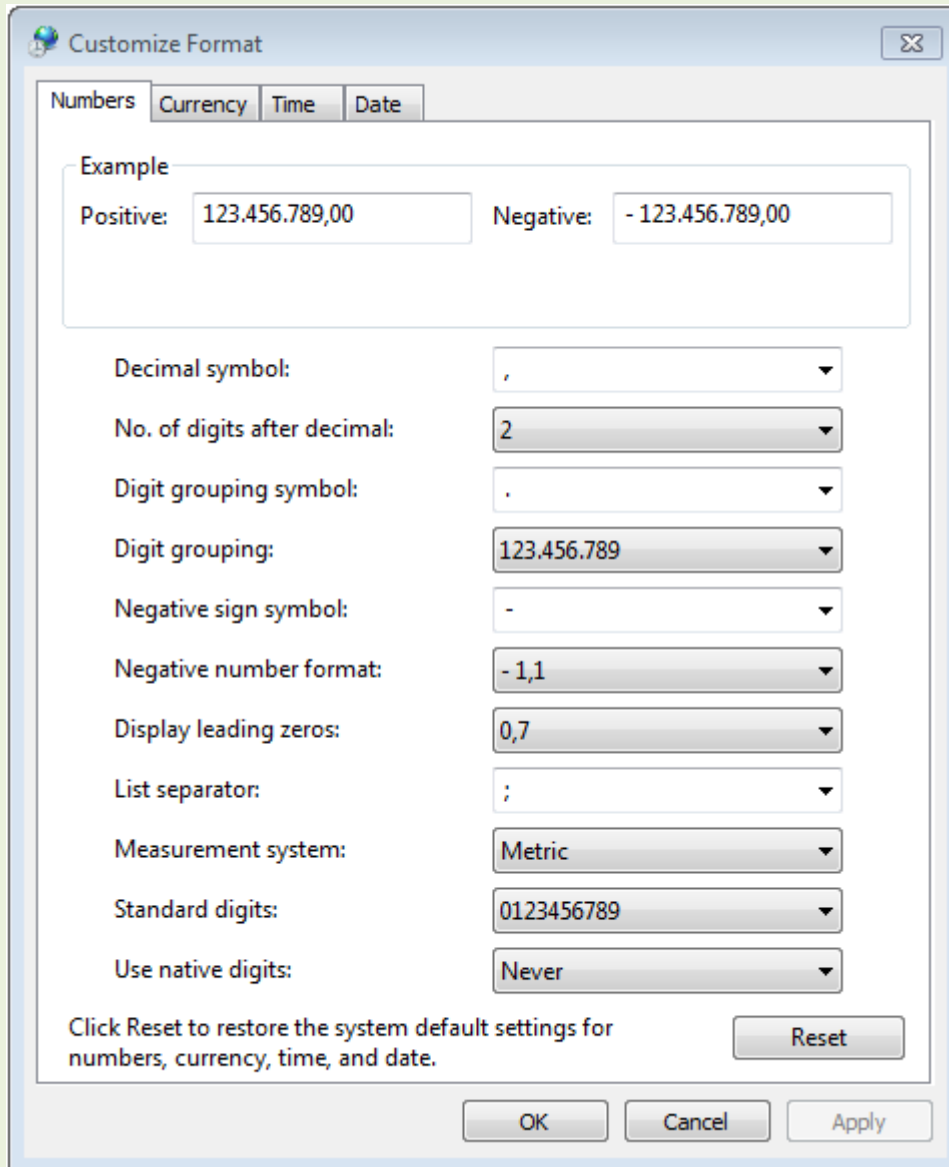 Customize Format
Numbers Currency Time Date
Example
Positive: 123.456.789,00 Negative: - 123.456.789,00
Decimal symbol: ,
No. of digits after decimal: 2
Digit grouping symbol: .
Digit grouping: 123.456.789
Negative sign symbol: -
Negative number format: - 1,1
Display leading zeros: 0,7
List separator: ;
Measurement system: Metric
Standard digits: 0123456789
Use native digits: Never
Click Reset to restore the system default settings for
numbers, currency, time, and date.
Reset
OK Cancel Apply